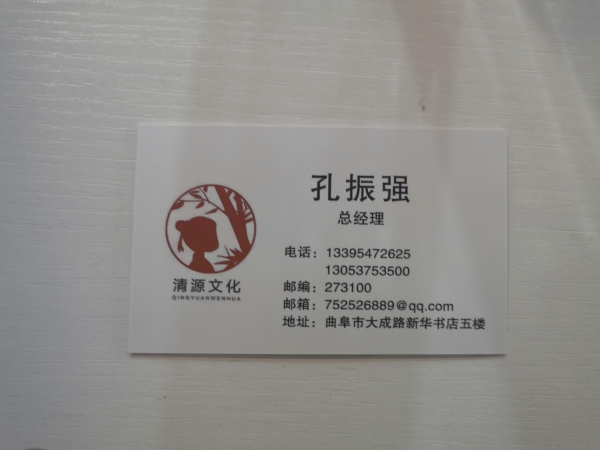 孔振强
总经理
清源文化
QINGYUANWENHUA
电话：13395472625
13053753500
邮编：273100
邮箱：752526889@qq.com
地址：曲阜市大成路新华书店五楼